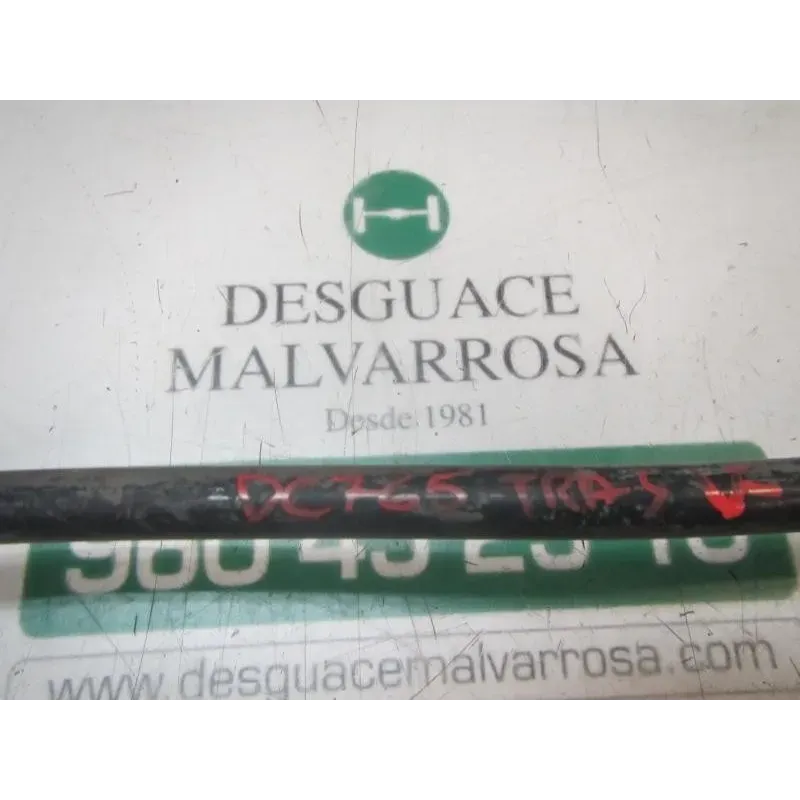 DESGUACE
MALVARROSA
Desde 1981
DC765 TRAS
www.desguacemalvarrosa.com